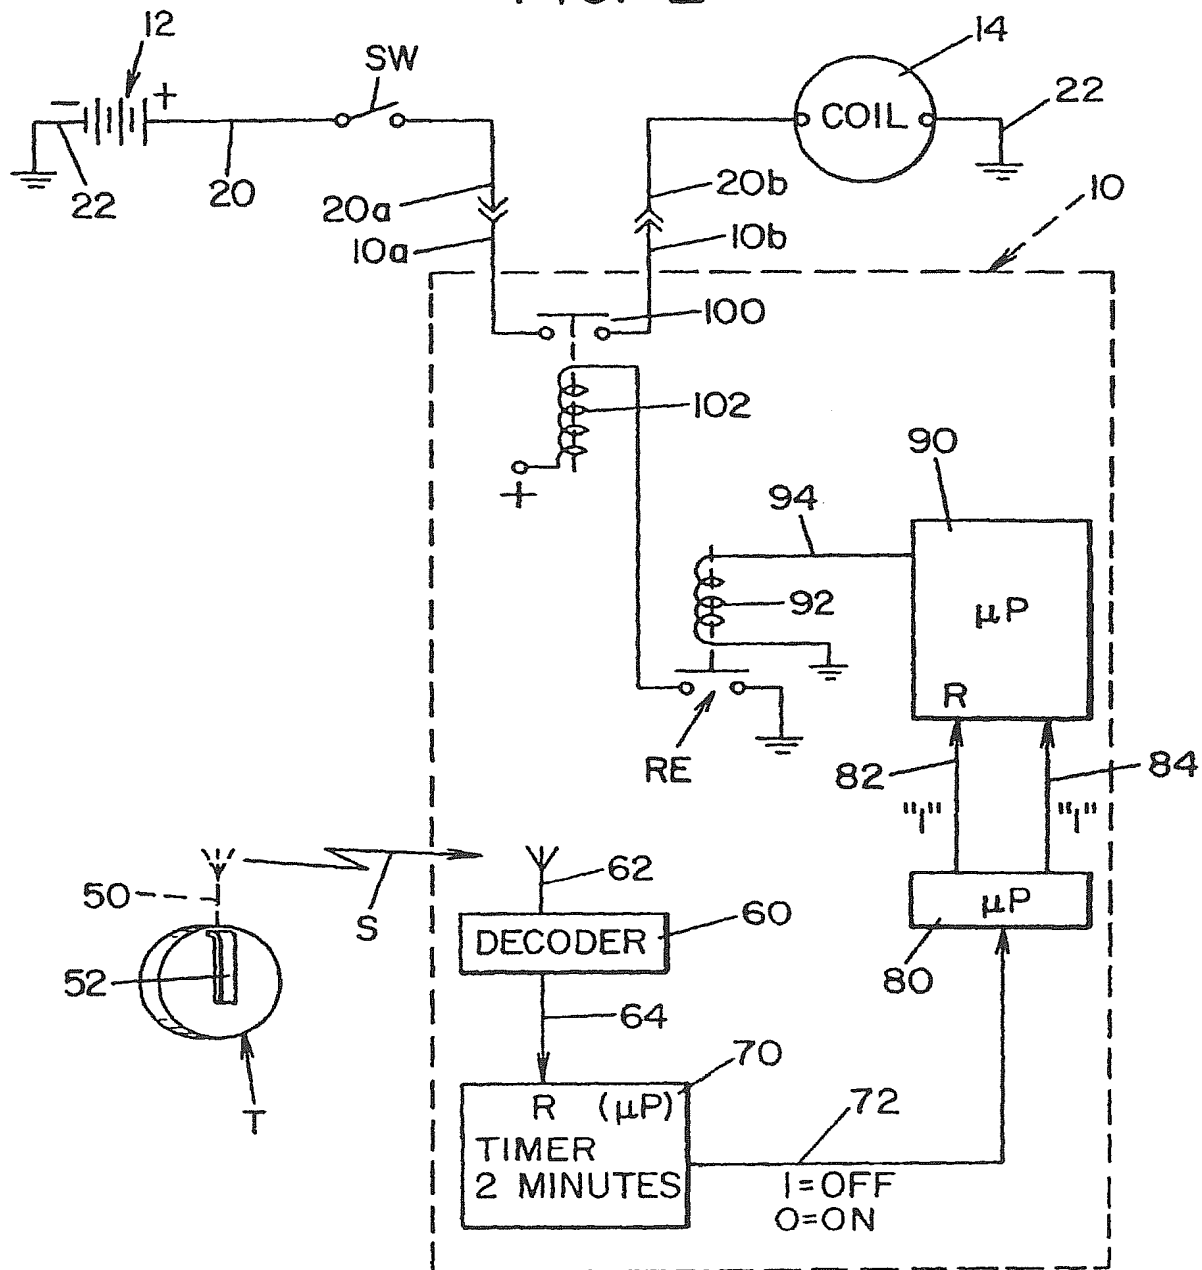 12
SW
14
COIL
22
−
+
22
20
20a
20b
10
10a
10b
100
102
+
90
94
μP
92
R
RE
82
84
"1"
"1"
62
50
S
μP
60
DECODER
52
80
64
70
R (μP)
72
T
TIMER
2 MINUTES
1=OFF
0=ON